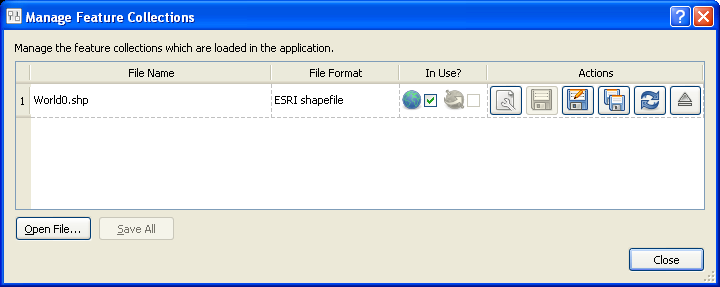 Manage Feature Collections
Manage the feature collections which are loaded in the application.
File Name File Format In Use? Actions
1 World0.shp ESRI shapefile
Open File... Save All
Close